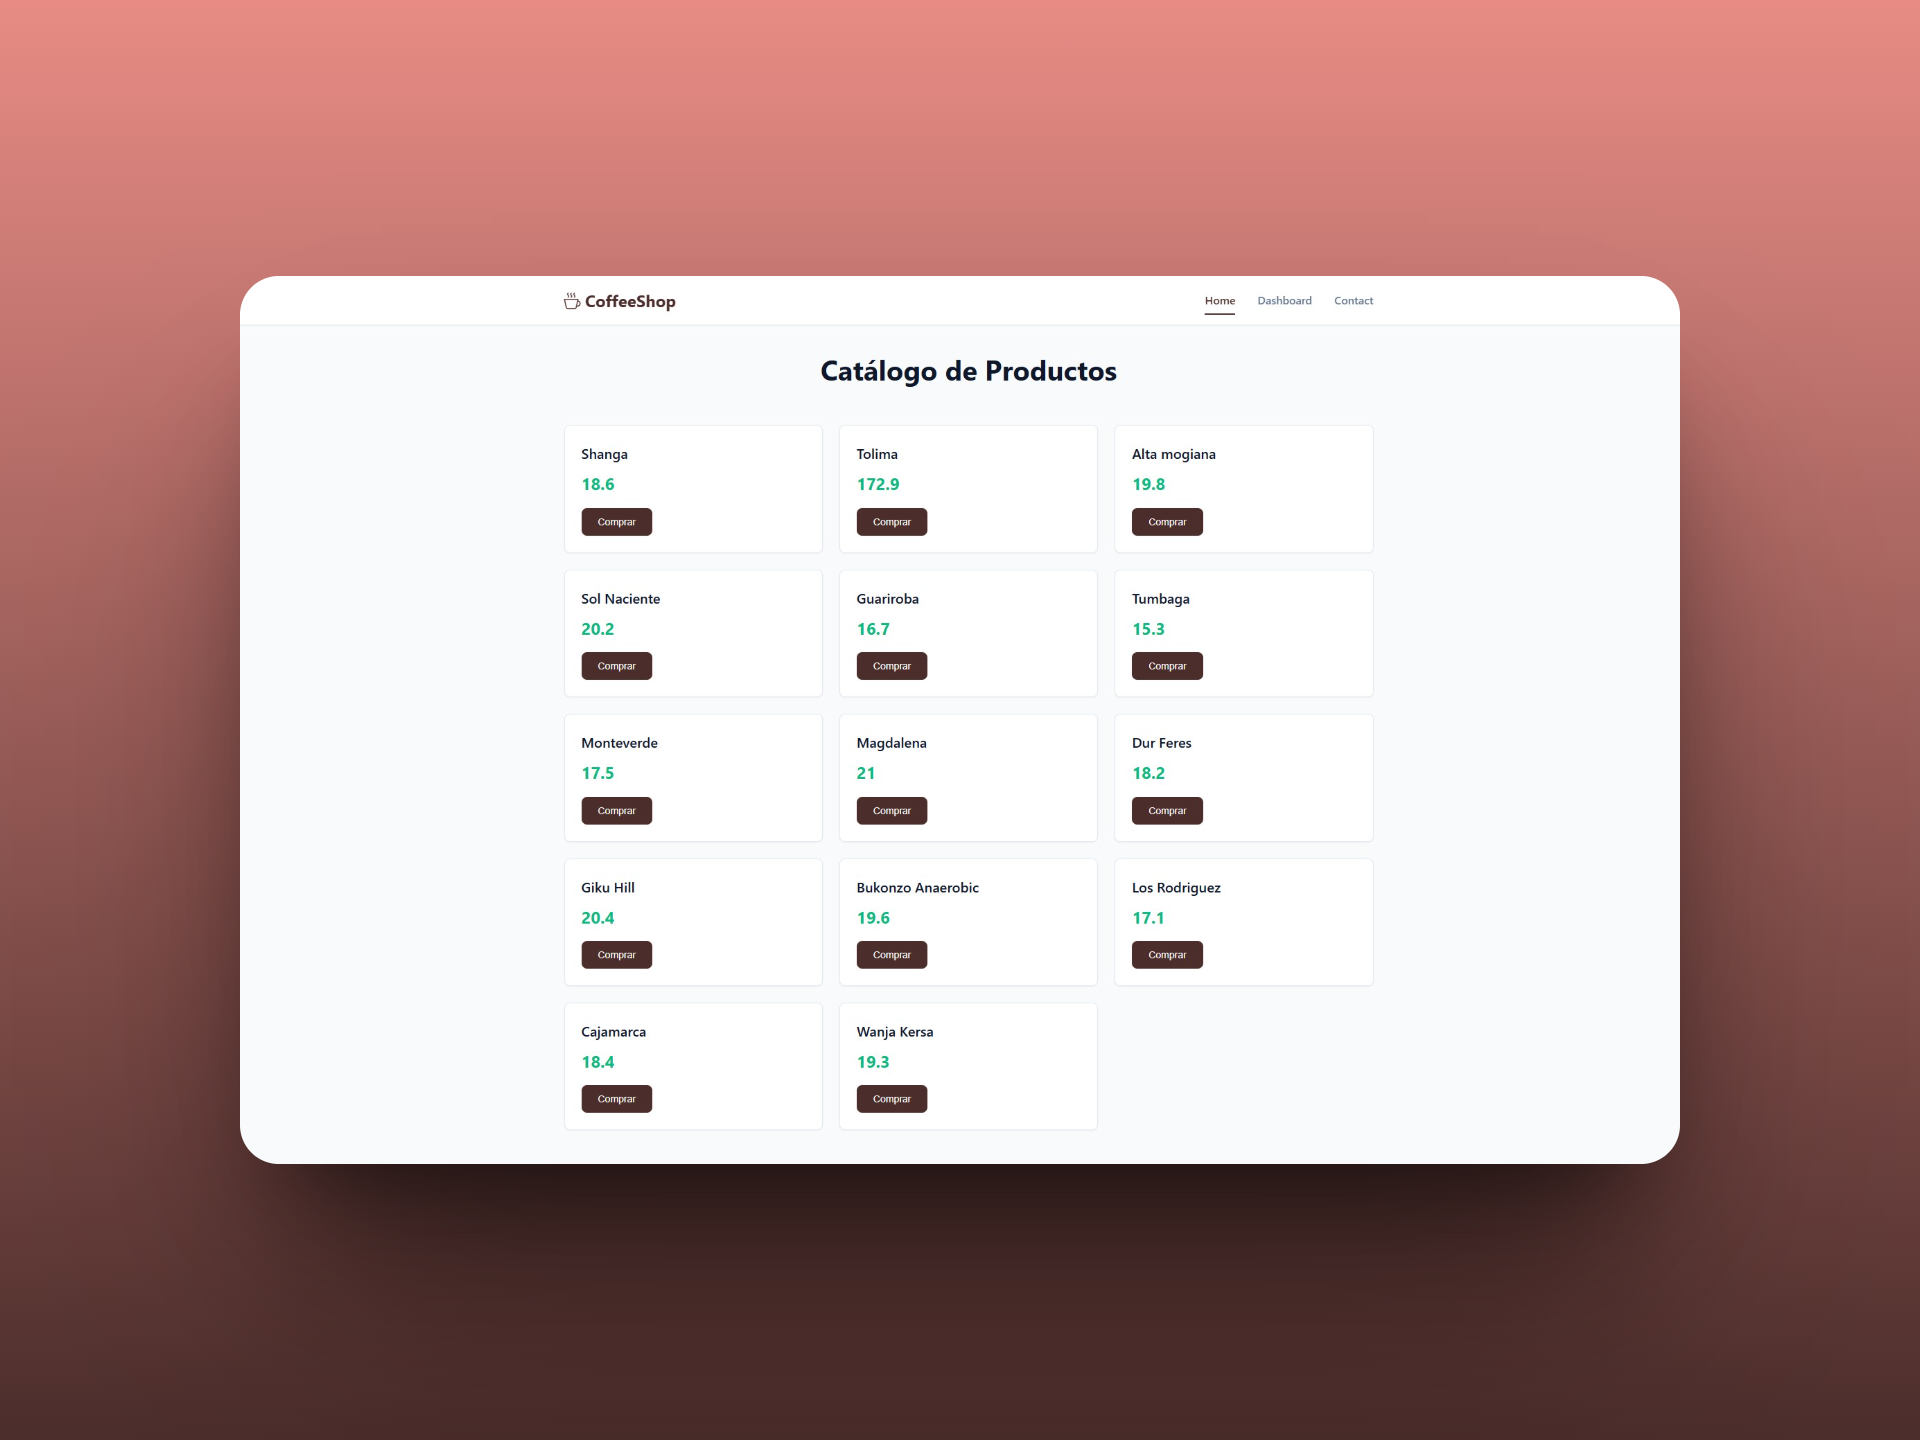 CoffeeShop
Home Dashboard Contact
Catálogo de Productos
Shanga
18.6
Comprar
Tolima
172.9
Comprar
Alta mogiana
19.8
Comprar
Sol Naciente
20.2
Comprar
Guariroba
16.7
Comprar
Tumbaga
15.3
Comprar
Monteverde
17.5
Comprar
Magdalena
21
Comprar
Dur Feres
18.2
Comprar
Giku Hill
20.4
Comprar
Bukonzo Anaerobic
19.6
Comprar
Los Rodriguez
17.1
Comprar
Cajamarca
18.4
Comprar
Wanja Kersa
19.3
Comprar